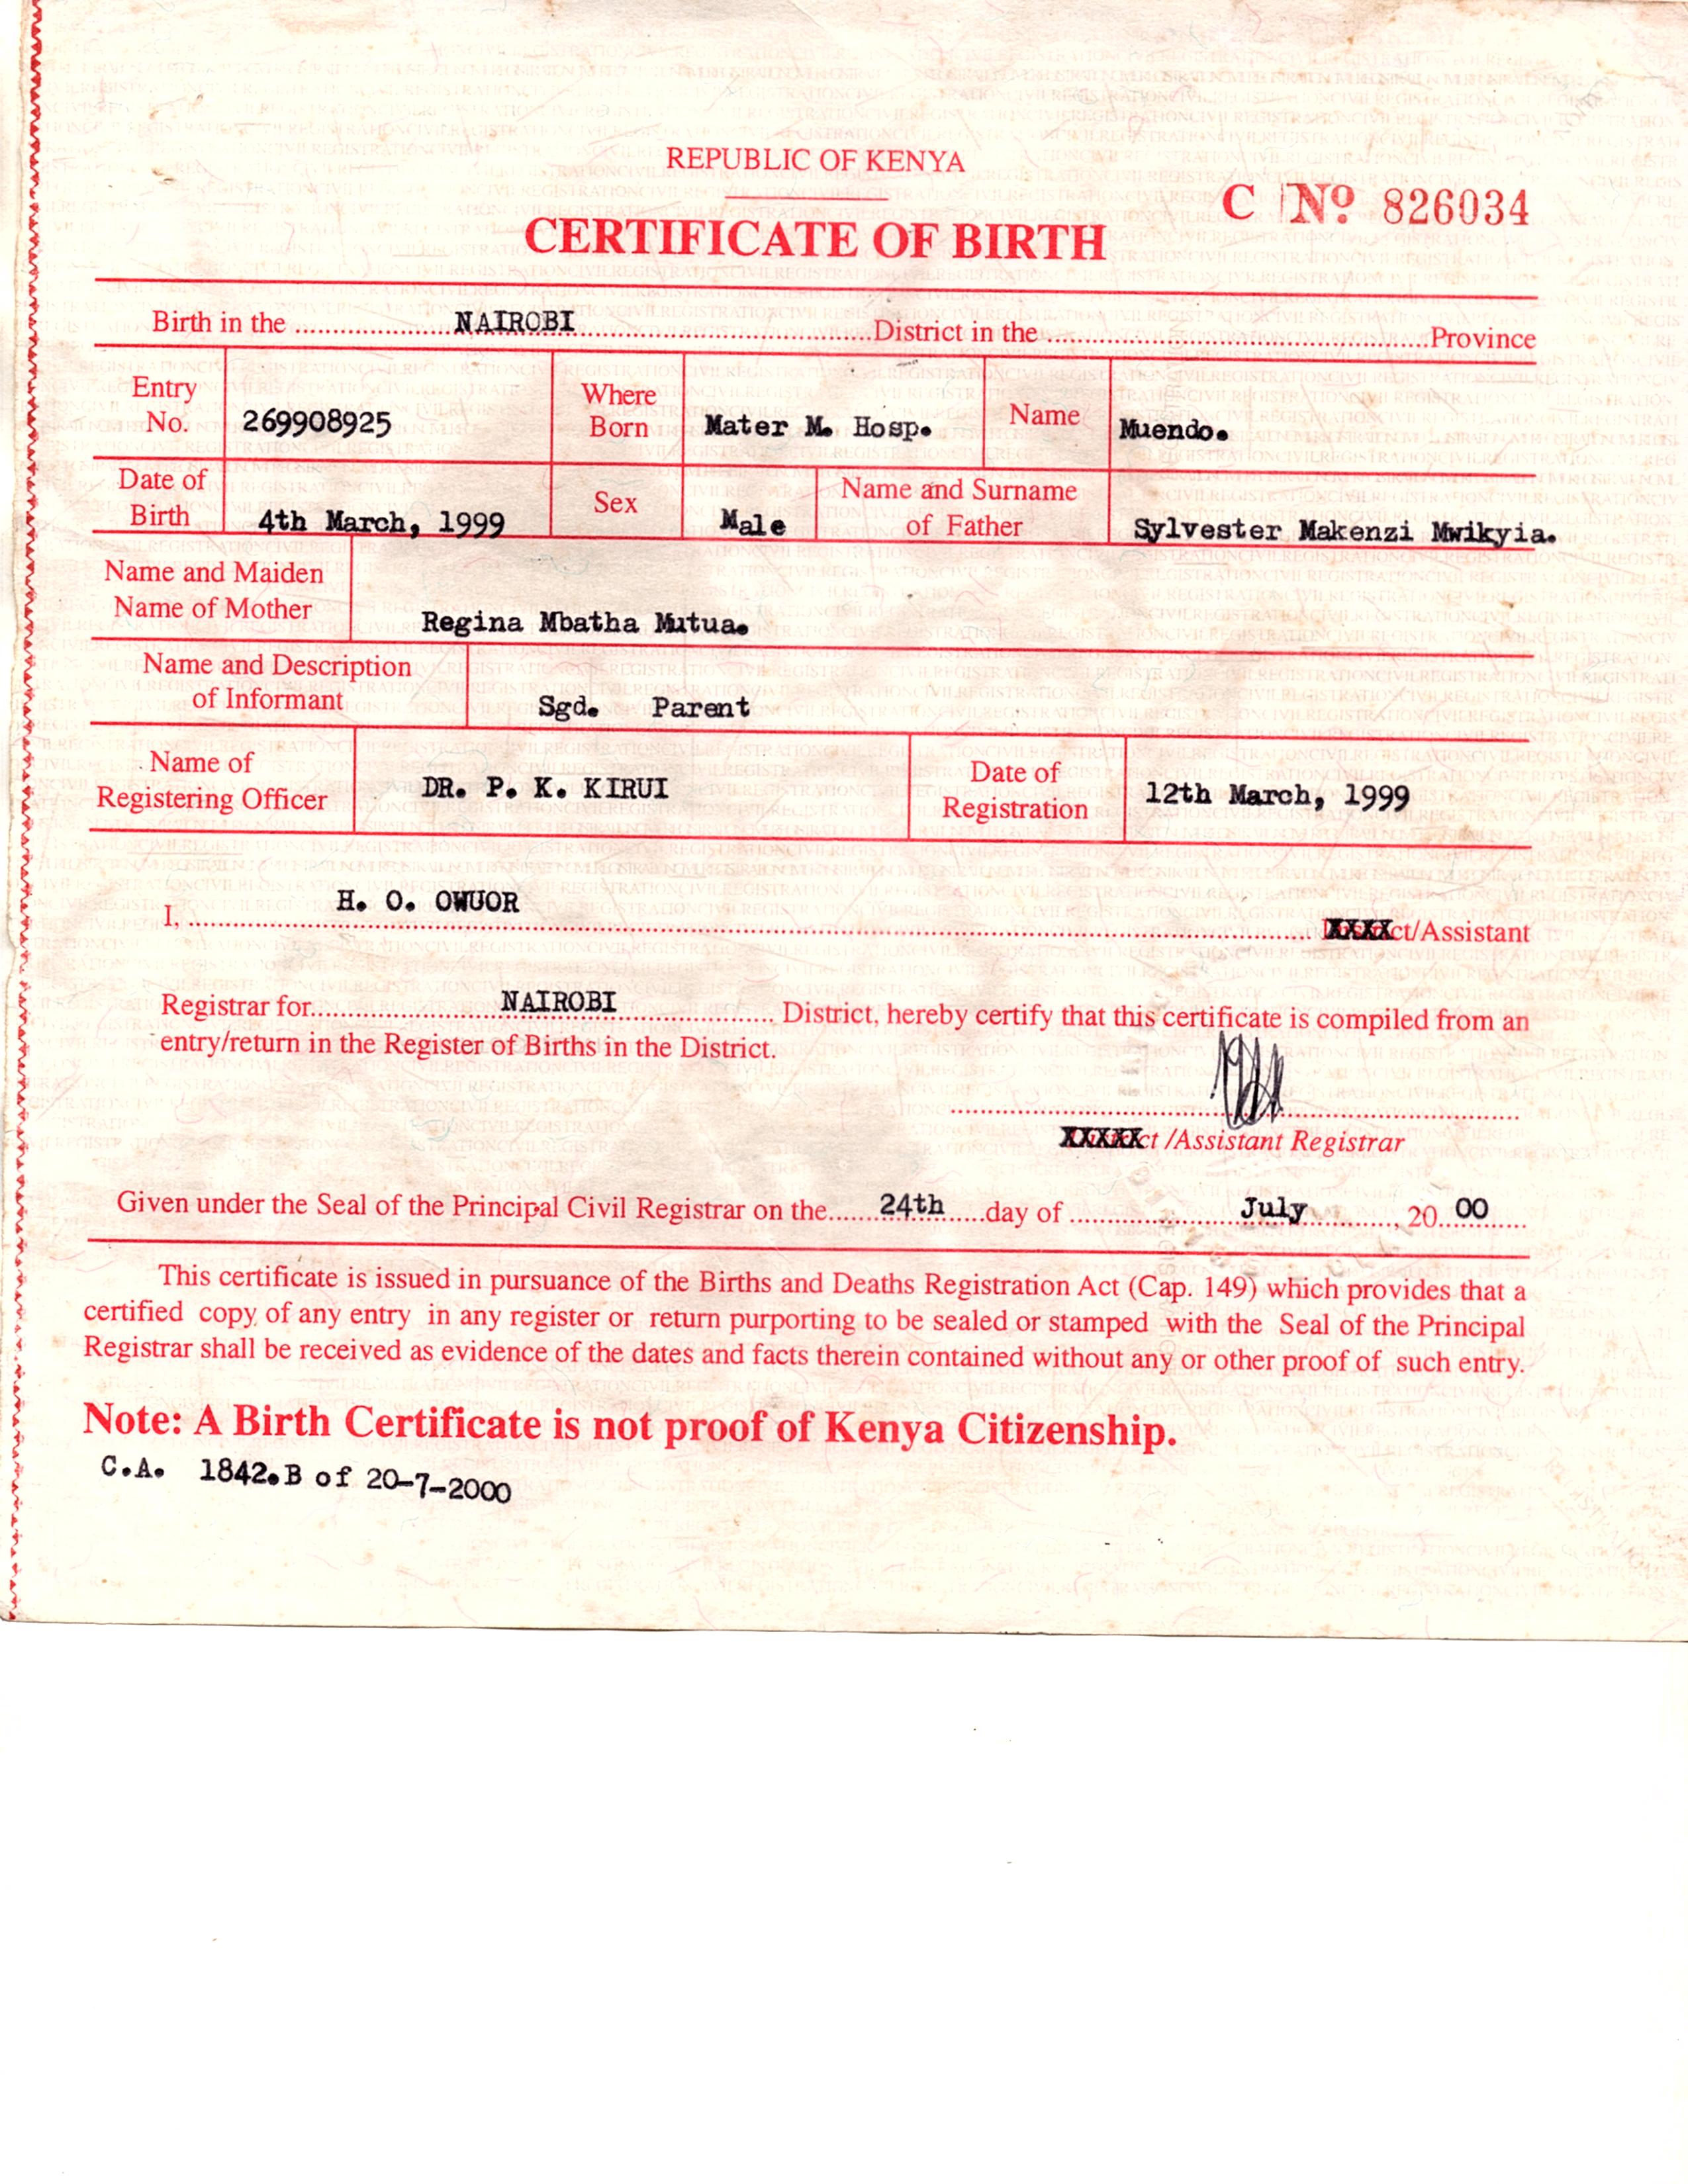 REPUBLIC OF KENYA
C Nº 826034
CERTIFICATE OF BIRTH
Birth in the NAIROBI District in the Province
Entry No. 269908925 Where Born Mater M. Hosp. Name Muendo.
Date of Birth 4th March, 1999 Sex Male Name and Surname of Father Sylvester Makenzi Mwikyia.
Name and Maiden Name of Mother Regina Mbatha Mutua.
Name and Description of Informant Sgd. Parent
Name of Registering Officer DR. P. K. KIRUI Date of Registration 12th March, 1999
I, H. O. OWUOR XXXXct/Assistant
Registrar for NAIROBI District, hereby certify that this certificate is compiled from an
entry/return in the Register of Births in the District.
XXXXXct /Assistant Registrar
Given under the Seal of the Principal Civil Registrar on the 24th day of July, 20 00
This certificate is issued in pursuance of the Births and Deaths Registration Act (Cap. 149) which provides that a
certified copy of any entry in any register or return purporting to be sealed or stamped with the Seal of the Principal
Registrar shall be received as evidence of the dates and facts therein contained without any or other proof of such entry.
Note: A Birth Certificate is not proof of Kenya Citizenship.
C.A. 1842.B of 20-7-2000